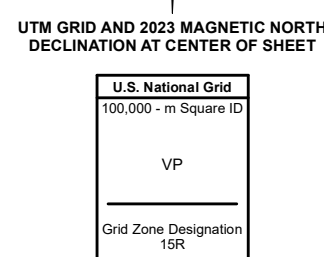 UTM GRID AND 2023 MAGNETIC NORTH
DECLINATION AT CENTER OF SHEET
U.S. National Grid
100,000 - m Square ID
VP
Grid Zone Designation
15R